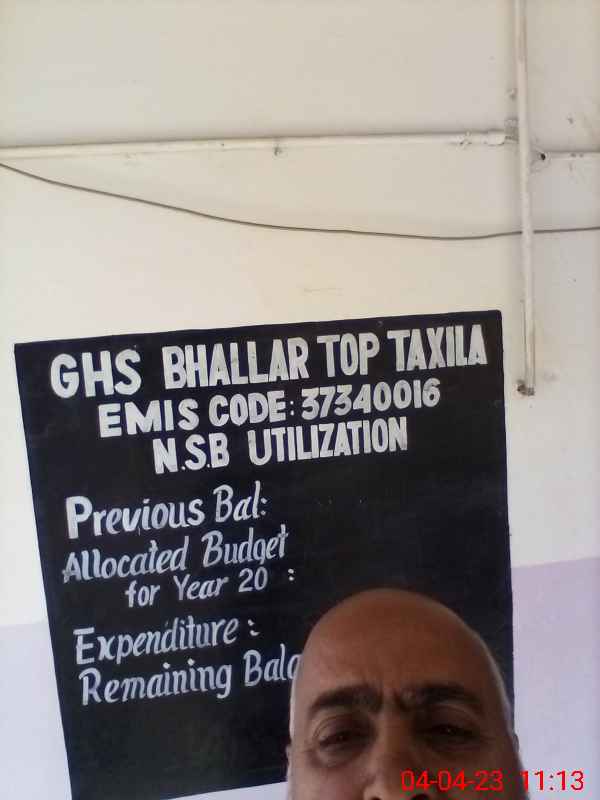 GHS BHALLAR TOP TAXILA
EMIS CODE: 37340016
N.S.B UTILIZATION
Previous Bal:
Allocated Budget
for Year 20 :
Expenditure :
Remaining
04-04-23 11:13